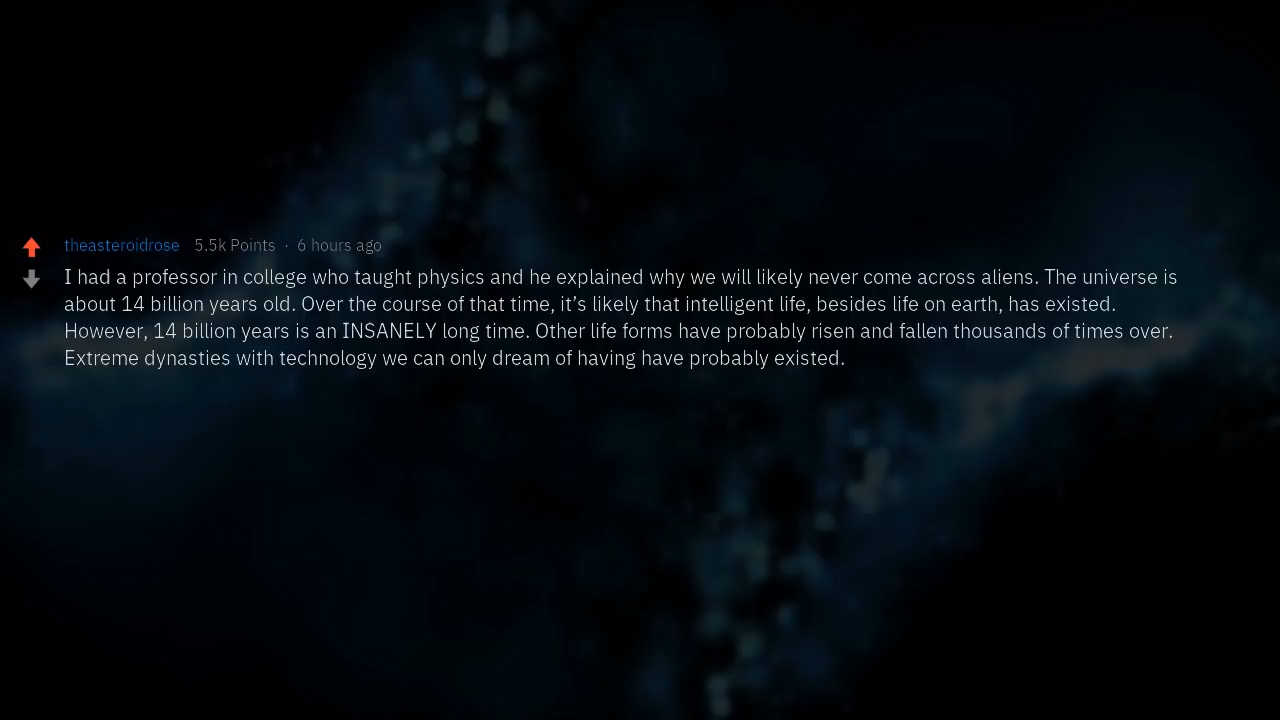 theasteroidrose 5.5k Points · 6 hours ago
I had a professor in college who taught physics and he explained why we will likely never come across aliens. The universe is
about 14 billion years old. Over the course of that time, it’s likely that intelligent life, besides life on earth, has existed.
However, 14 billion years is an INSANELY long time. Other life forms have probably risen and fallen thousands of times over.
Extreme dynasties with technology we can only dream of having have probably existed.